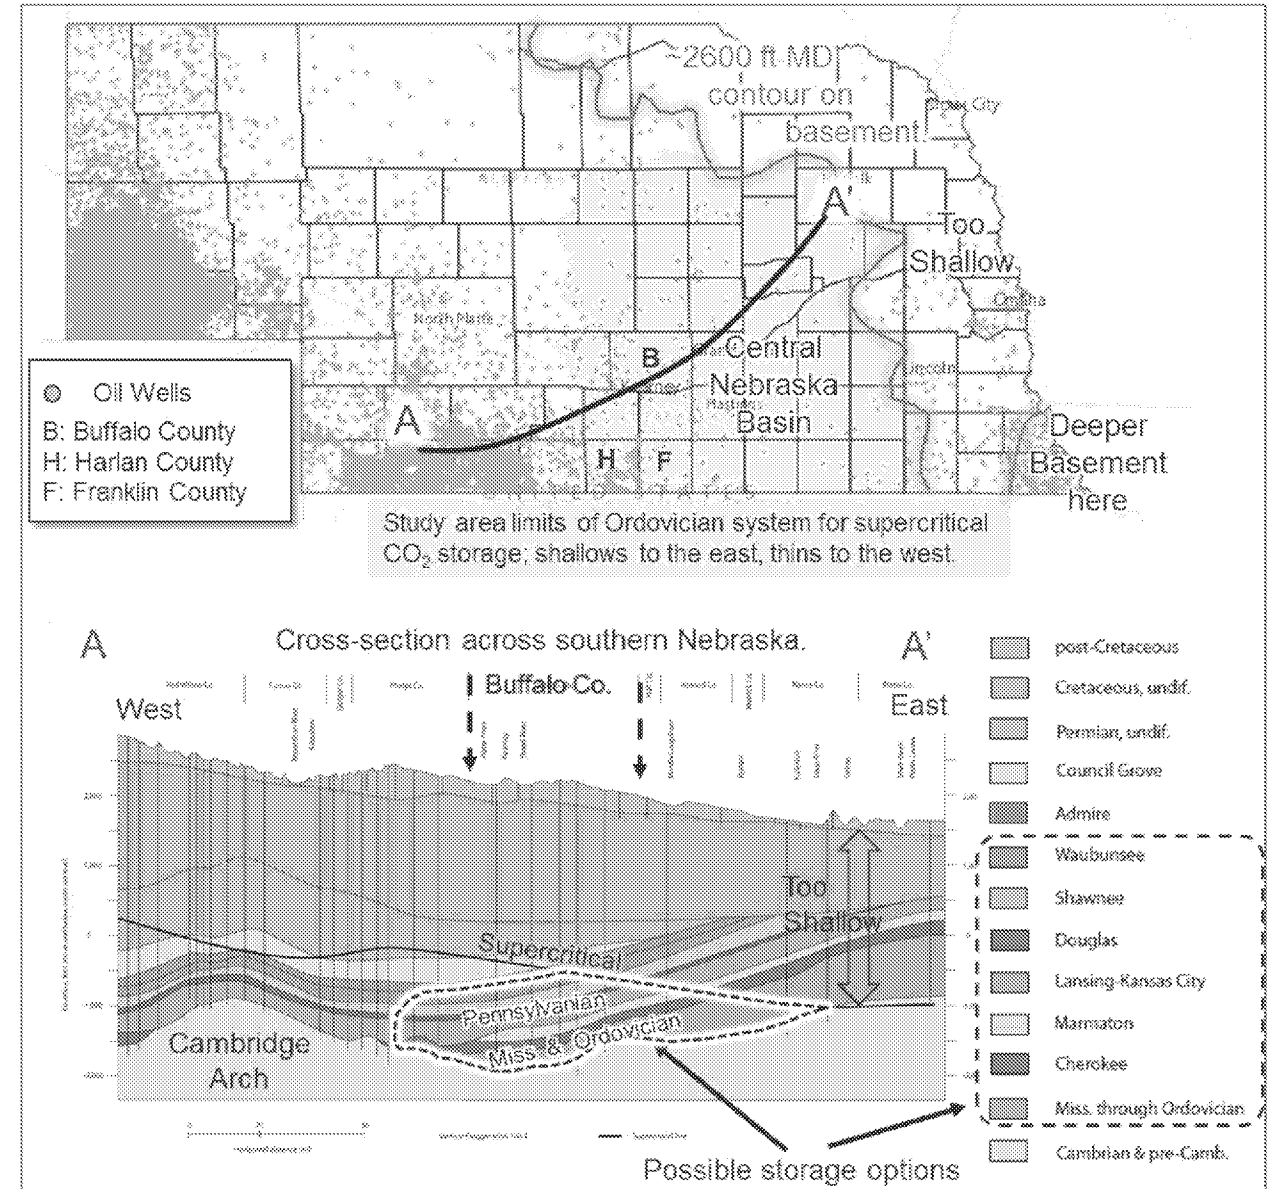 ~2600 ft MD
contour on
basement.
A'
Too
Shallow
Omaha
North Platte
B
Central
Nebraska
Basin
Lincoln
Oil Wells
B: Buffalo County
H: Harlan County
F: Franklin County
A
H
F
Deeper
Basement
here
UNITED STATES
Study area limits of Ordovician system for supercritical
CO₂ storage; shallows to the east, thins to the west.
A
Cross-section across southern Nebraska.
A'
Buffalo Co.
West
East
Too
Shallow
Supercritical
Pennsylvanian
Miss & Ordovician
Cambridge
Arch
Possible storage options
post-Cretaceous
Cretaceous, undif.
Permian, undif.
Council Grove
Admire
Waubunsee
Shawnee
Douglas
Lansing-Kansas City
Marmaton
Cherokee
Miss. through Ordovician
Cambrian & pre-Camb.